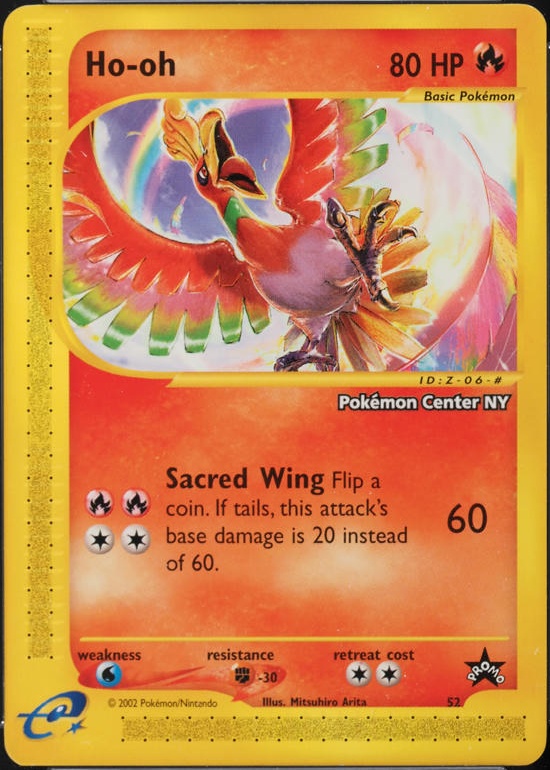 Ho-oh 80 HP
Basic Pokémon
ID:Z-06-#
Pokémon Center NY
Sacred Wing Flip a
coin. If tails, this attack's
base damage is 20 instead
of 60.
60
weakness resistance retreat cost
-30
PROMO
© 2002 Pokémon/Nintendo Illus. Mitsuhiro Arita 52
e